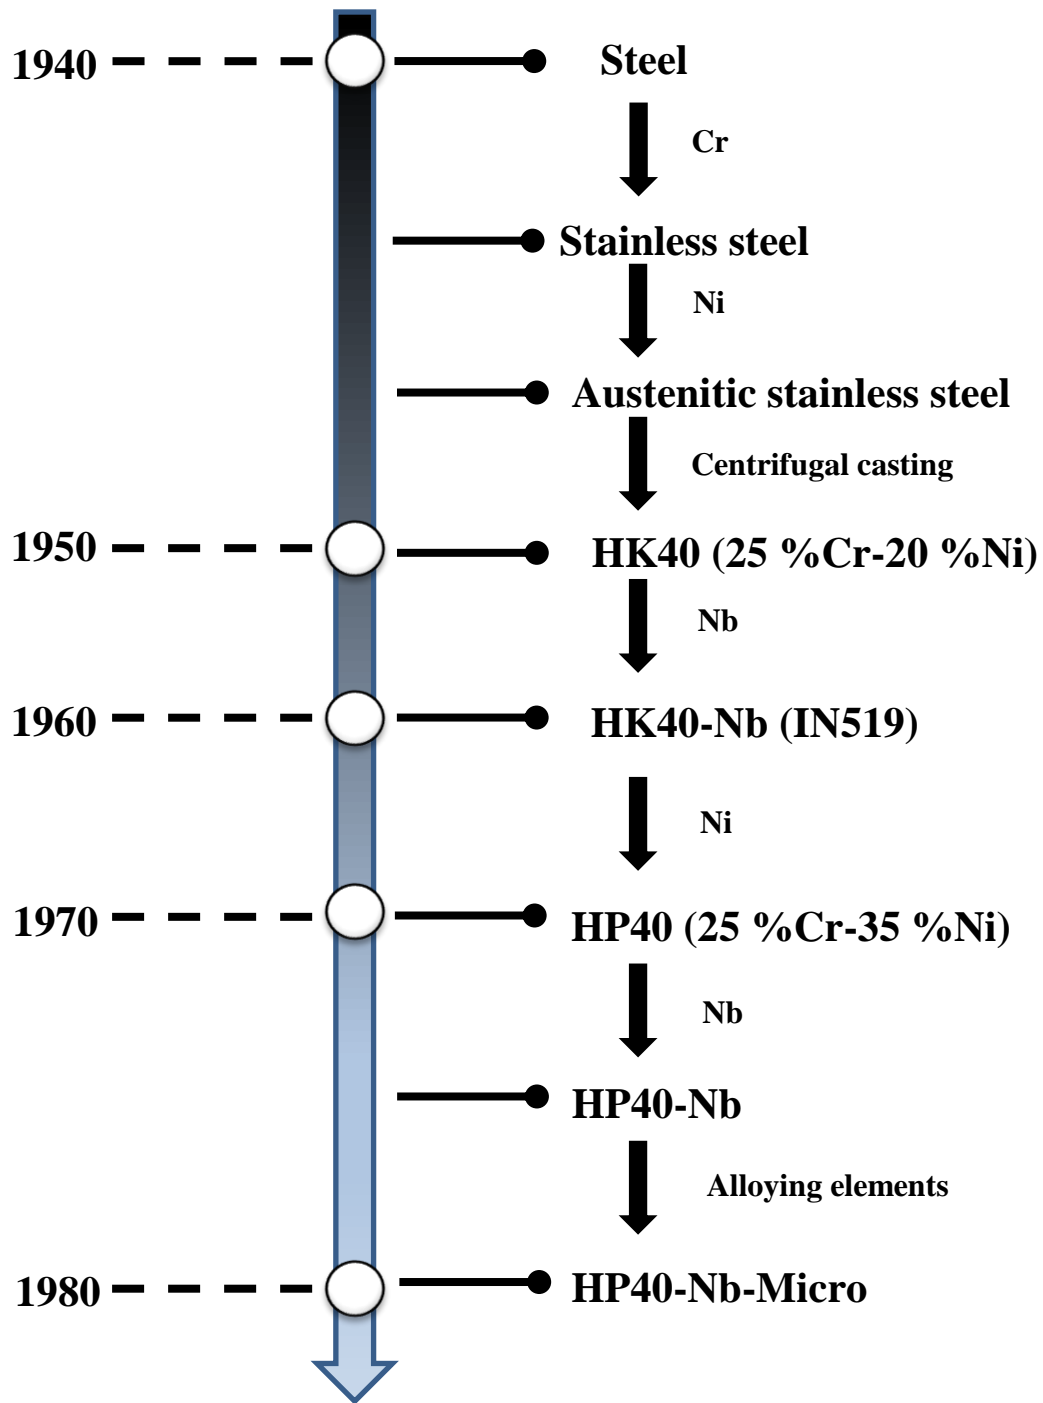 1940
Steel
Cr
Stainless steel
Ni
Austenitic stainless steel
Centrifugal casting
1950
HK40 (25 %Cr-20 %Ni)
Nb
1960
HK40-Nb (IN519)
Ni
1970
HP40 (25 %Cr-35 %Ni)
Nb
HP40-Nb
Alloying elements
1980
HP40-Nb-Micro